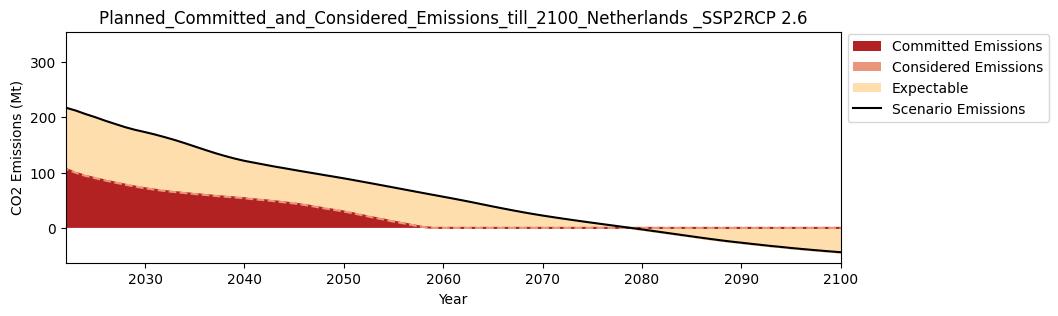 Planned_Committed_and_Considered_Emissions_till_2100_Netherlands _SSP2RCP 2.6
CO2 Emissions (Mt)
300
200
100
0
2030
2040
2050
2060
2070
2080
2090
2100
Year
Committed Emissions
Considered Emissions
Expectable
Scenario Emissions